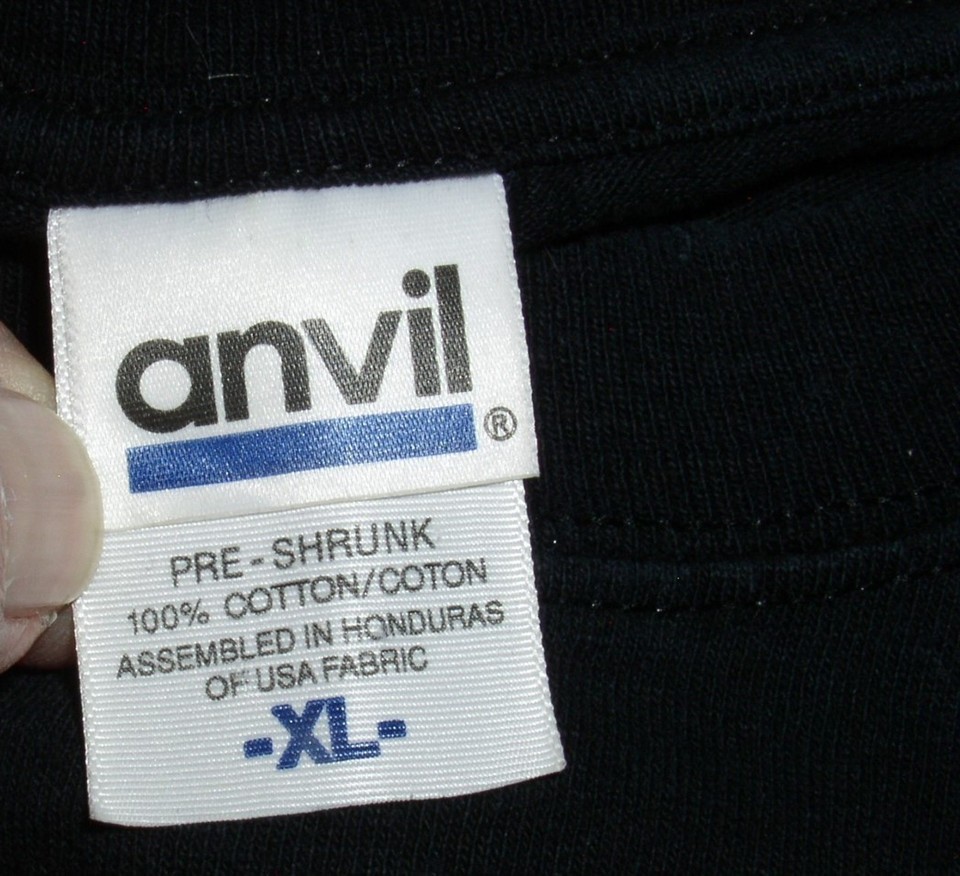 anvil
®
PRE-SHRUNK
100% COTTON/COTON
ASSEMBLED IN HONDURAS
OF USA FABRIC
-XL-